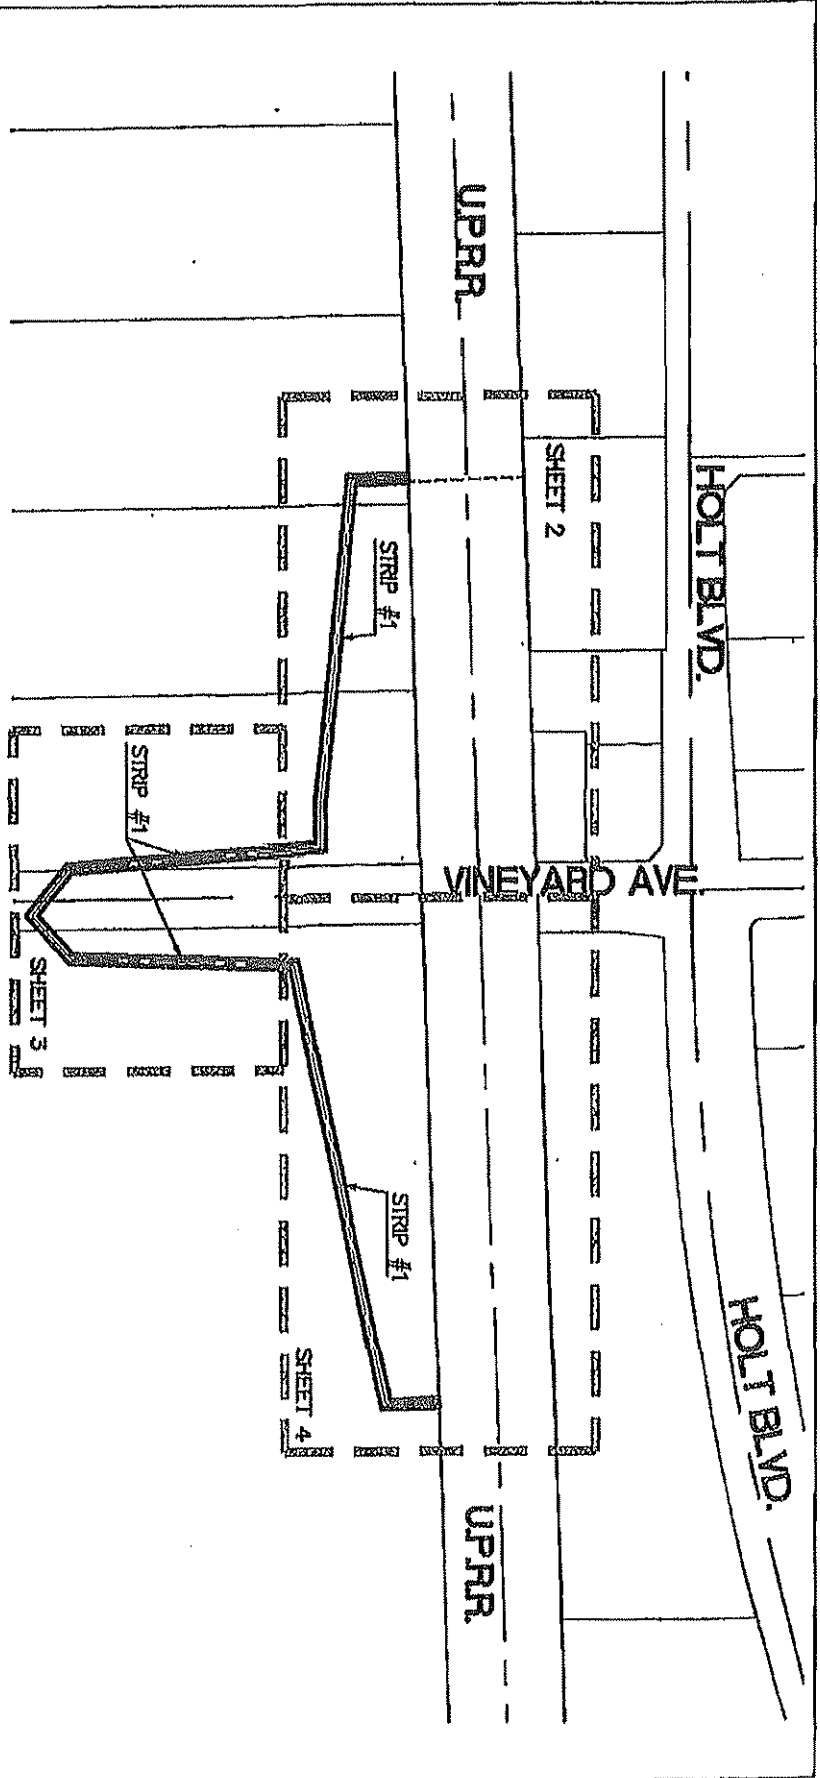 HOLT BLVD.
HOLT BLVD.
U.P.R.R.
U.P.R.R.
VINEYARD AVE.
SHEET 2
STRIP #1
STRIP #1
STRIP #1
SHEET 3
SHEET 4